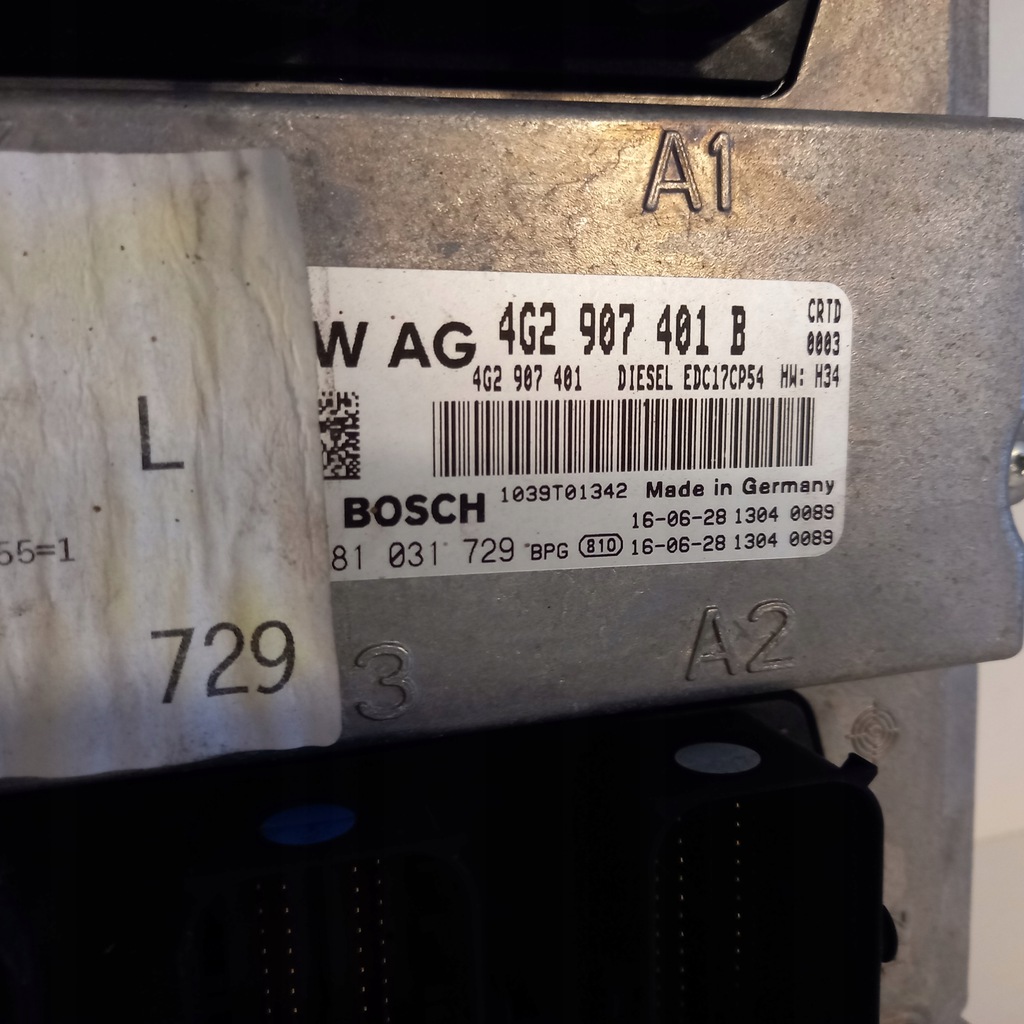 A1
W AG 4G2 907 401 B CRTD
0003
4G2 907 401 DIESEL EDC17CP54 HW: H34
L
BOSCH 1039T01342 Made in Germany
16-06-28 1304 0089
81 031 729 BPG 810 16-06-28 1304 0089
55=1
729
3 A2